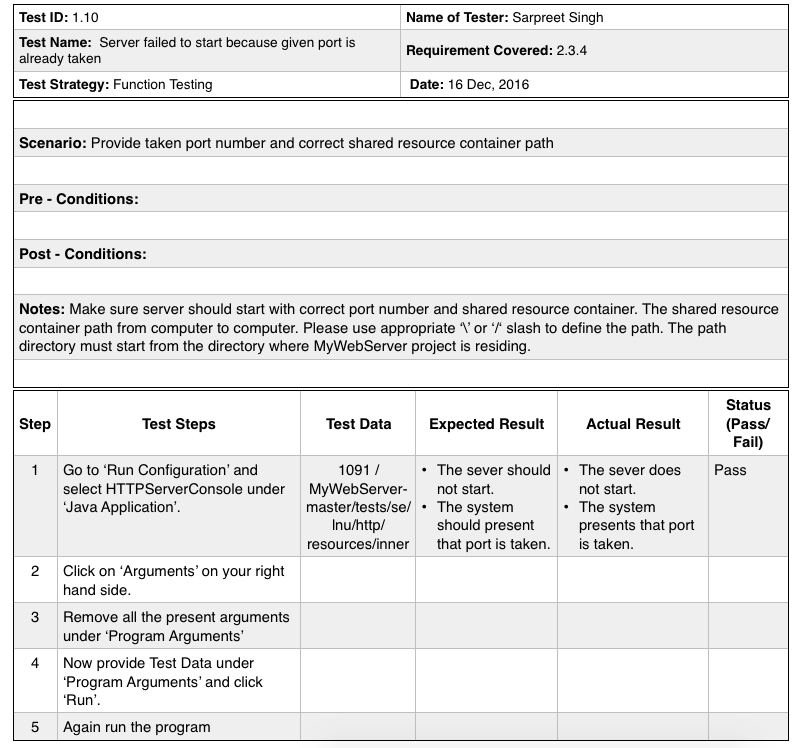 Test ID: 1.10
Name of Tester: Sarpreet Singh
Test Name:  Server failed to start because given port is
already taken
Requirement Covered: 2.3.4
Test Strategy: Function Testing
Date: 16 Dec, 2016
Scenario: Provide taken port number and correct shared resource container path
Pre - Conditions:
Post - Conditions:
Notes: Make sure server should start with correct port number and shared resource container. The shared resource
container path from computer to computer. Please use appropriate ‘\’ or ‘/‘ slash to define the path. The path
directory must start from the directory where MyWebServer project is residing.
Step
Test Steps
Test Data
Expected Result
Actual Result
Status
(Pass/
Fail)
1
Go to ‘Run Configuration’ and
select HTTPServerConsole under
‘Java Application’.
1091 /
MyWebServer-
master/tests/se/
lnu/http/
resources/inner
• The sever should
not start.
• The system
should present
that port is taken.
• The sever does
not start.
• The system
presents that port
is taken.
Pass
2
Click on ‘Arguments’ on your right
hand side.
3
Remove all the present arguments
under ‘Program Arguments’
4
Now provide Test Data under
‘Program Arguments’ and click
‘Run’.
5
Again run the program